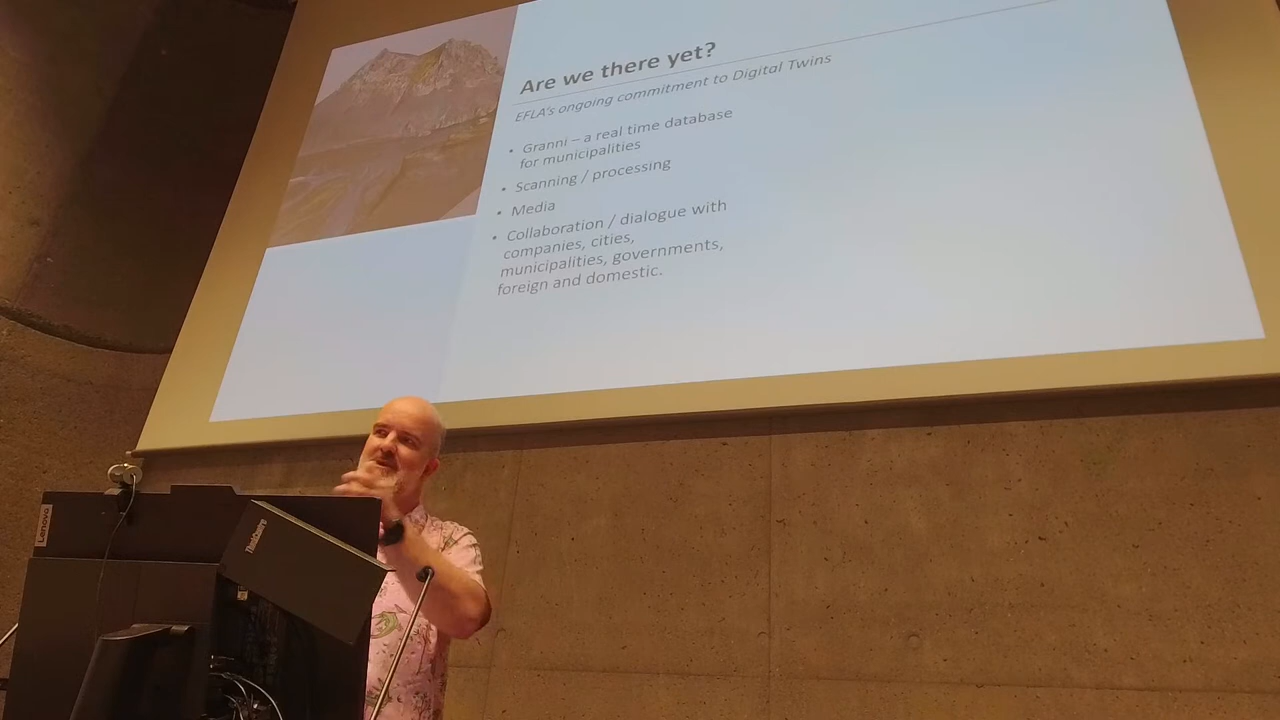 Are we there yet?
EFLA's ongoing commitment to Digital Twins
• Granni – a real time database
for municipalities
• Scanning / processing
• Media
• Collaboration / dialogue with
companies, cities,
municipalities, governments,
foreign and domestic.
Lenovo